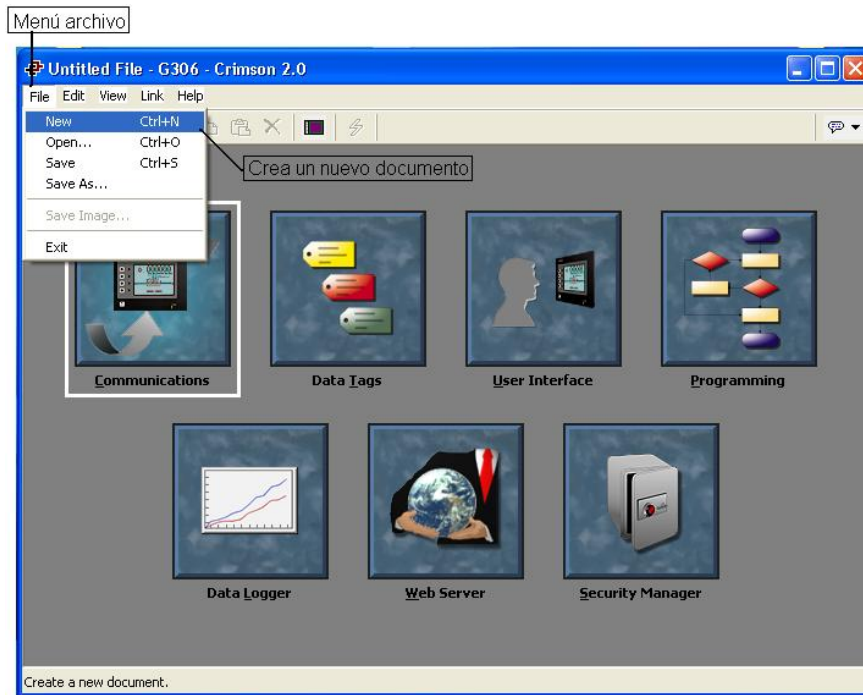 Menú archivo
Untitled File - G306 - Crimson 2.0
File Edit View Link Help
New Ctrl+N
Open... Ctrl+O
Save Ctrl+S
Save As...
Save Image...
Exit
Crea un nuevo documento
Communications
Data Tags
User Interface
Programming
Data Logger
Web Server
Security Manager
Create a new document.